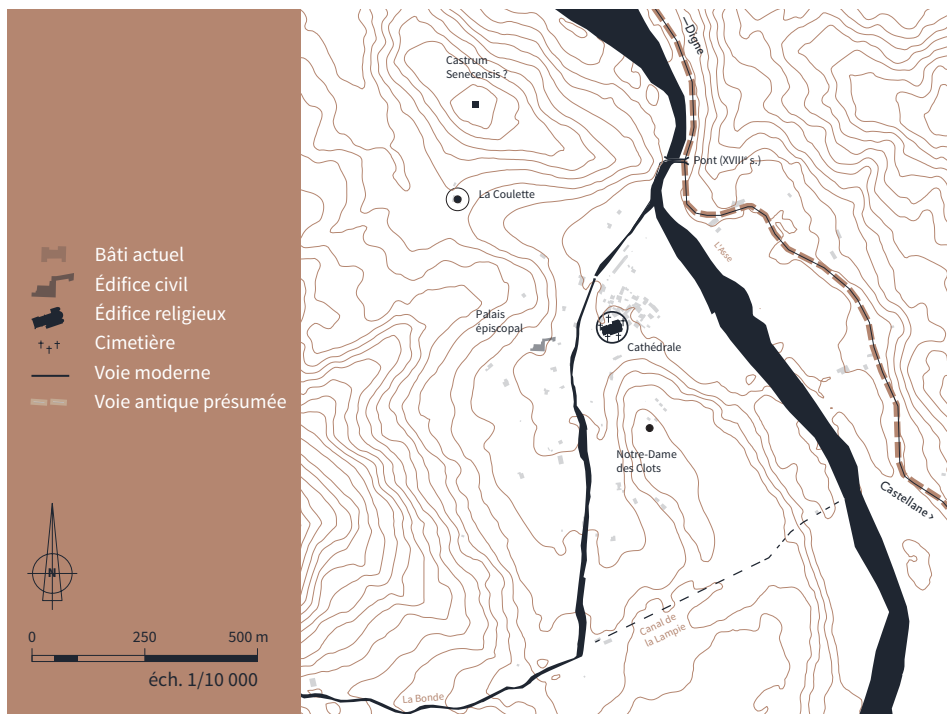 Bâti actuel
Édifice civil
Édifice religieux
Cimetière
Voie moderne
Voie antique présumée
N
0 250 500 m
éch. 1/10 000
Castrum
Senecensis ?
La Coulette
—Digne
Pont (XVIIIᵉ s.)
L'Asse
Palais
épiscopal
Cathédrale
Notre-Dame
des Clots
Castellane >
Canal de
la Lampie
La Bonde